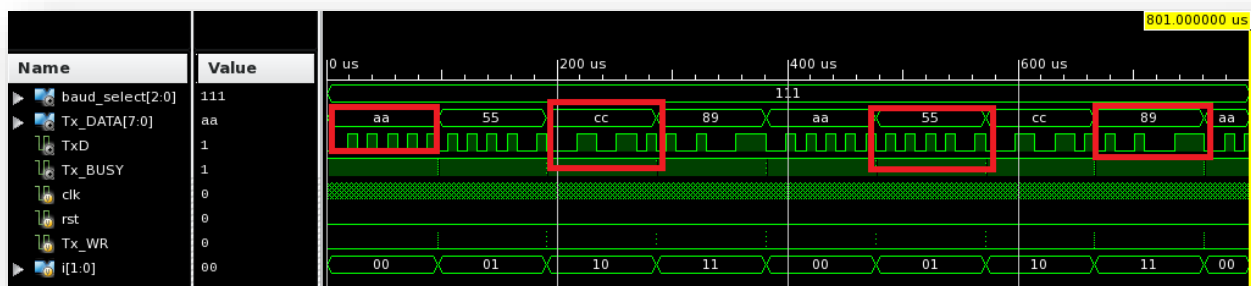 801.000000 us
Name Value 0 us 200 us 400 us 600 us
baud_select[2:0] 111 111
Tx_DATA[7:0] aa aa 55 cc 89 aa 55 cc 89 aa
TxD 1
Tx_BUSY 1
clk 0
rst 0
Tx_WR 0
i[1:0] 00 00 01 10 11 00 01 10 11 00